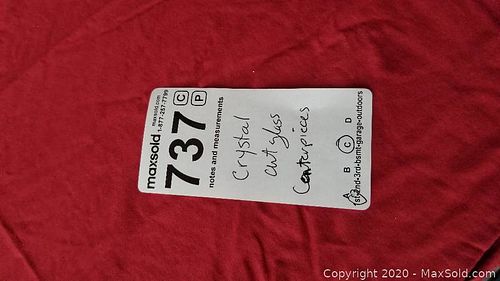 maxsold
maxsold.com
1-877-257-7799
737
C
P
notes and measurements
Crystal
cut glass
Centerpieces
A B C D
1st-2nd-3rd-bsmt-garage-outdoors
Copyright 2020 - MaxSold.com